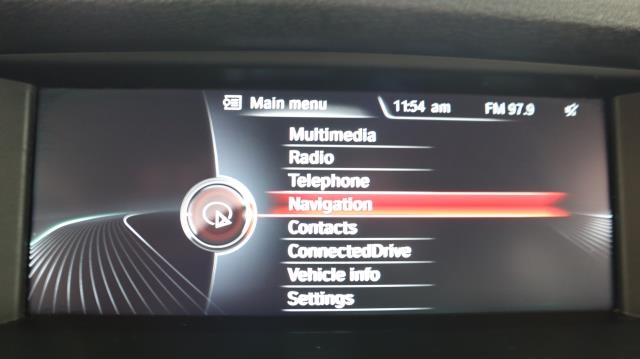 Main menu 11:54 am FM 97.9
Multimedia
Radio
Telephone
Navigation
Contacts
ConnectedDrive
Vehicle info
Settings